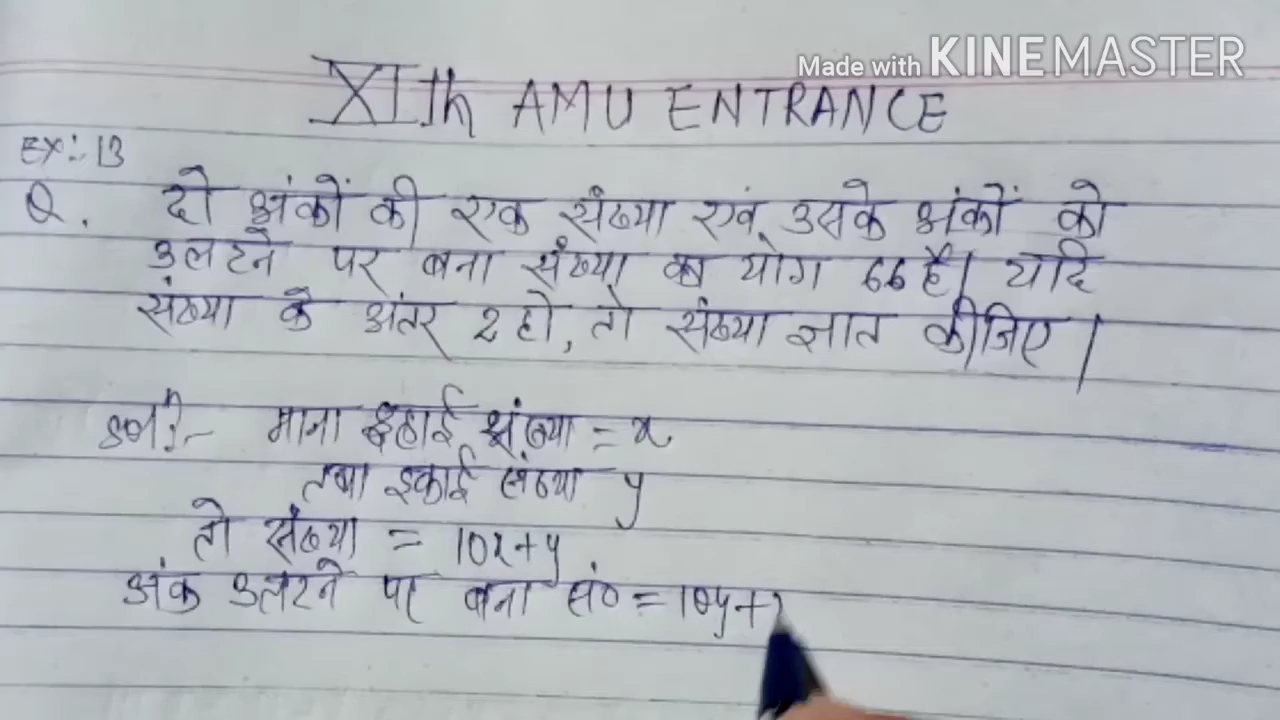 Made with KINEMASTER
XIth AMU ENTRANCE
Ex:- 13
Q. दो अंकों की एक संख्या एवं उसके अंकों को
उलटने पर बना संख्या का योग 66 है। यदि
संख्या के अंतर 2 हो, तो संख्या ज्ञात कीजिए।
हल:- माना दहाई संख्या = x
तथा इकाई संख्या y
तो संख्या = 10x+y
अंक उलटने पर बना सं० = 10y+